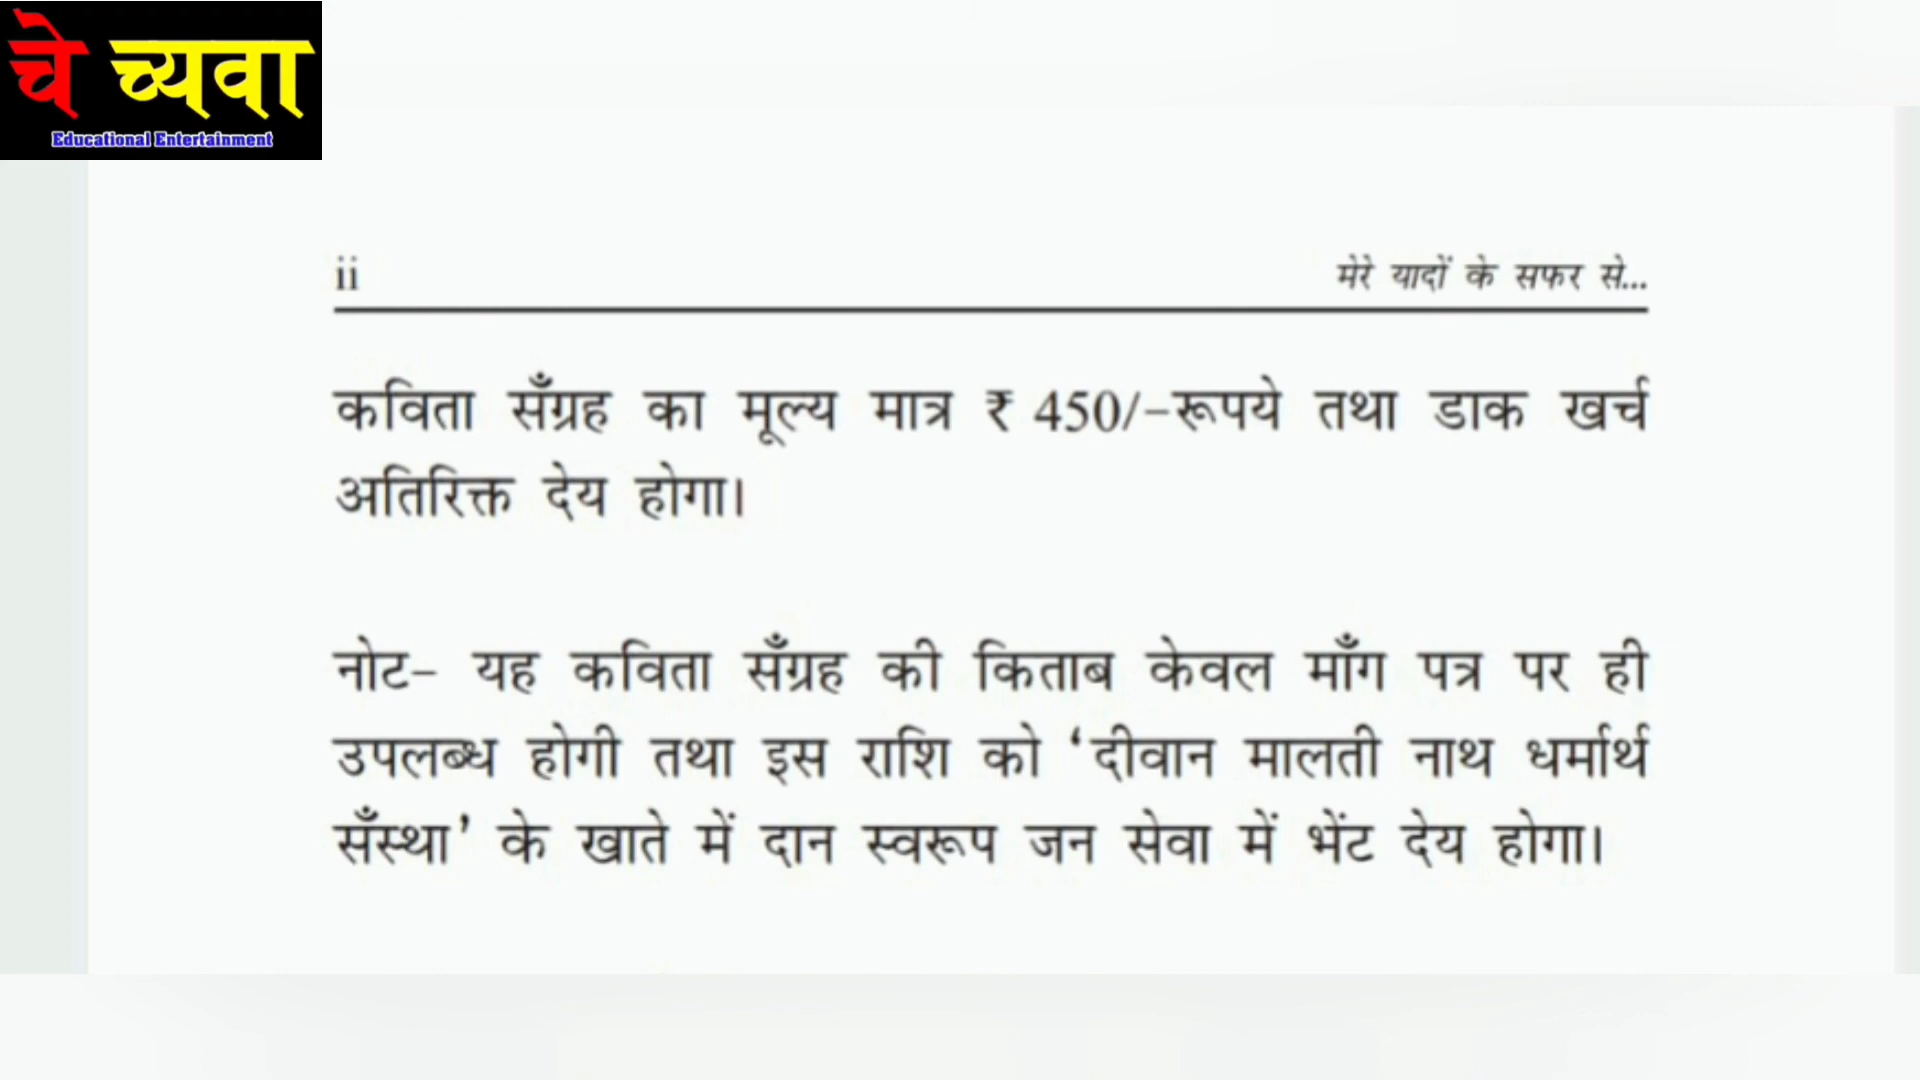 चे च्यवा
Educational Entertainment
ii मेरे यादों के सफर से...
कविता सँग्रह का मूल्य मात्र ₹ 450/-रूपये तथा डाक खर्च
अतिरिक्त देय होगा।
नोट- यह कविता सँग्रह की किताब केवल माँग पत्र पर ही
उपलब्ध होगी तथा इस राशि को ‘दीवान मालती नाथ धर्मार्थ
सँस्था’ के खाते में दान स्वरूप जन सेवा में भेंट देय होगा।